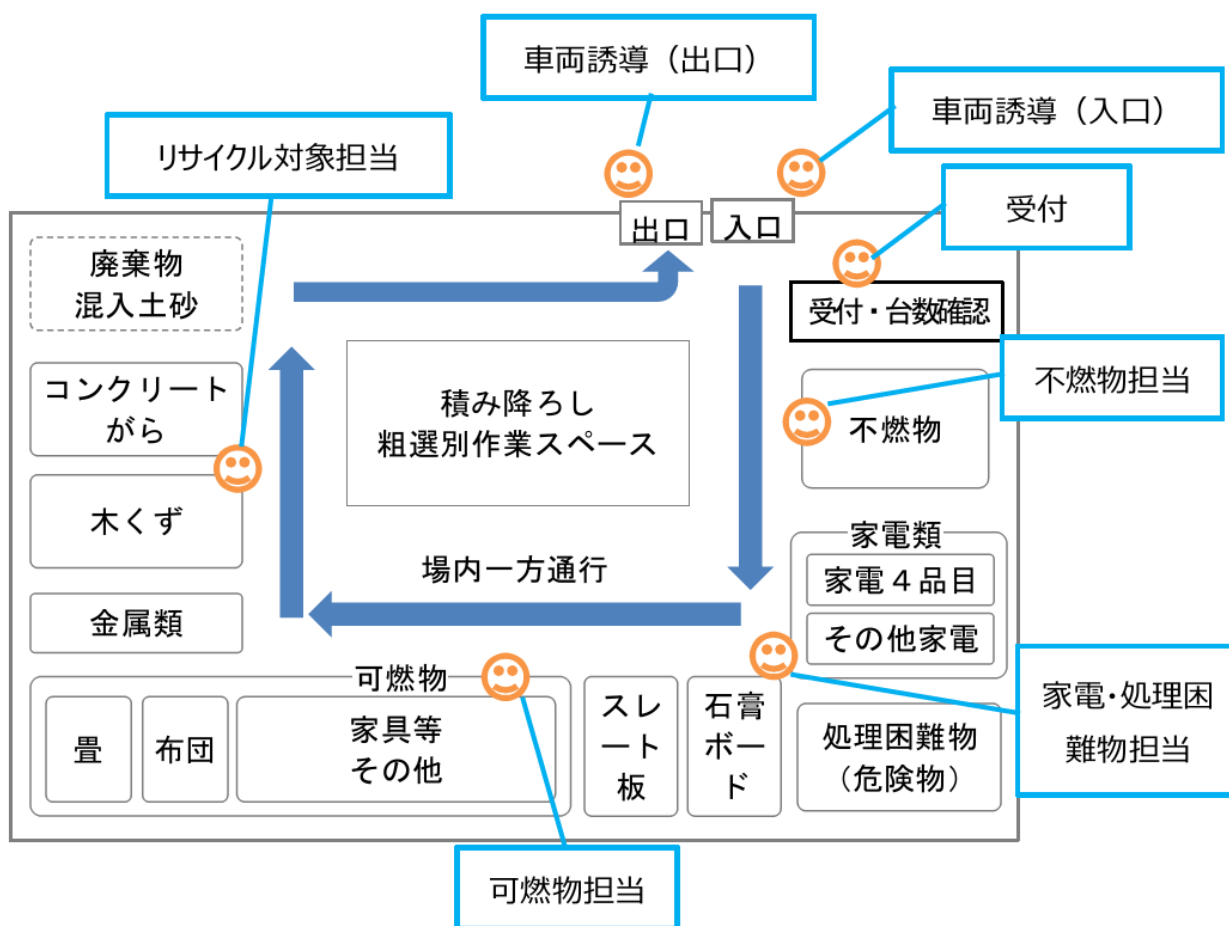 車両誘導（出口）
車両誘導（入口）
リサイクル対象担当
受付
出口
入口
廃棄物
混入土砂
受付・台数確認
コンクリート
がら
積み降ろし
粗選別作業スペース
不燃物担当
不燃物
木くず
家電類
家電４品目
その他家電
場内一方通行
金属類
可燃物
畳
布団
家具等
その他
スレ
ート
板
石膏
ボー
ド
処理困難物
（危険物）
家電・処理困
難物担当
可燃物担当